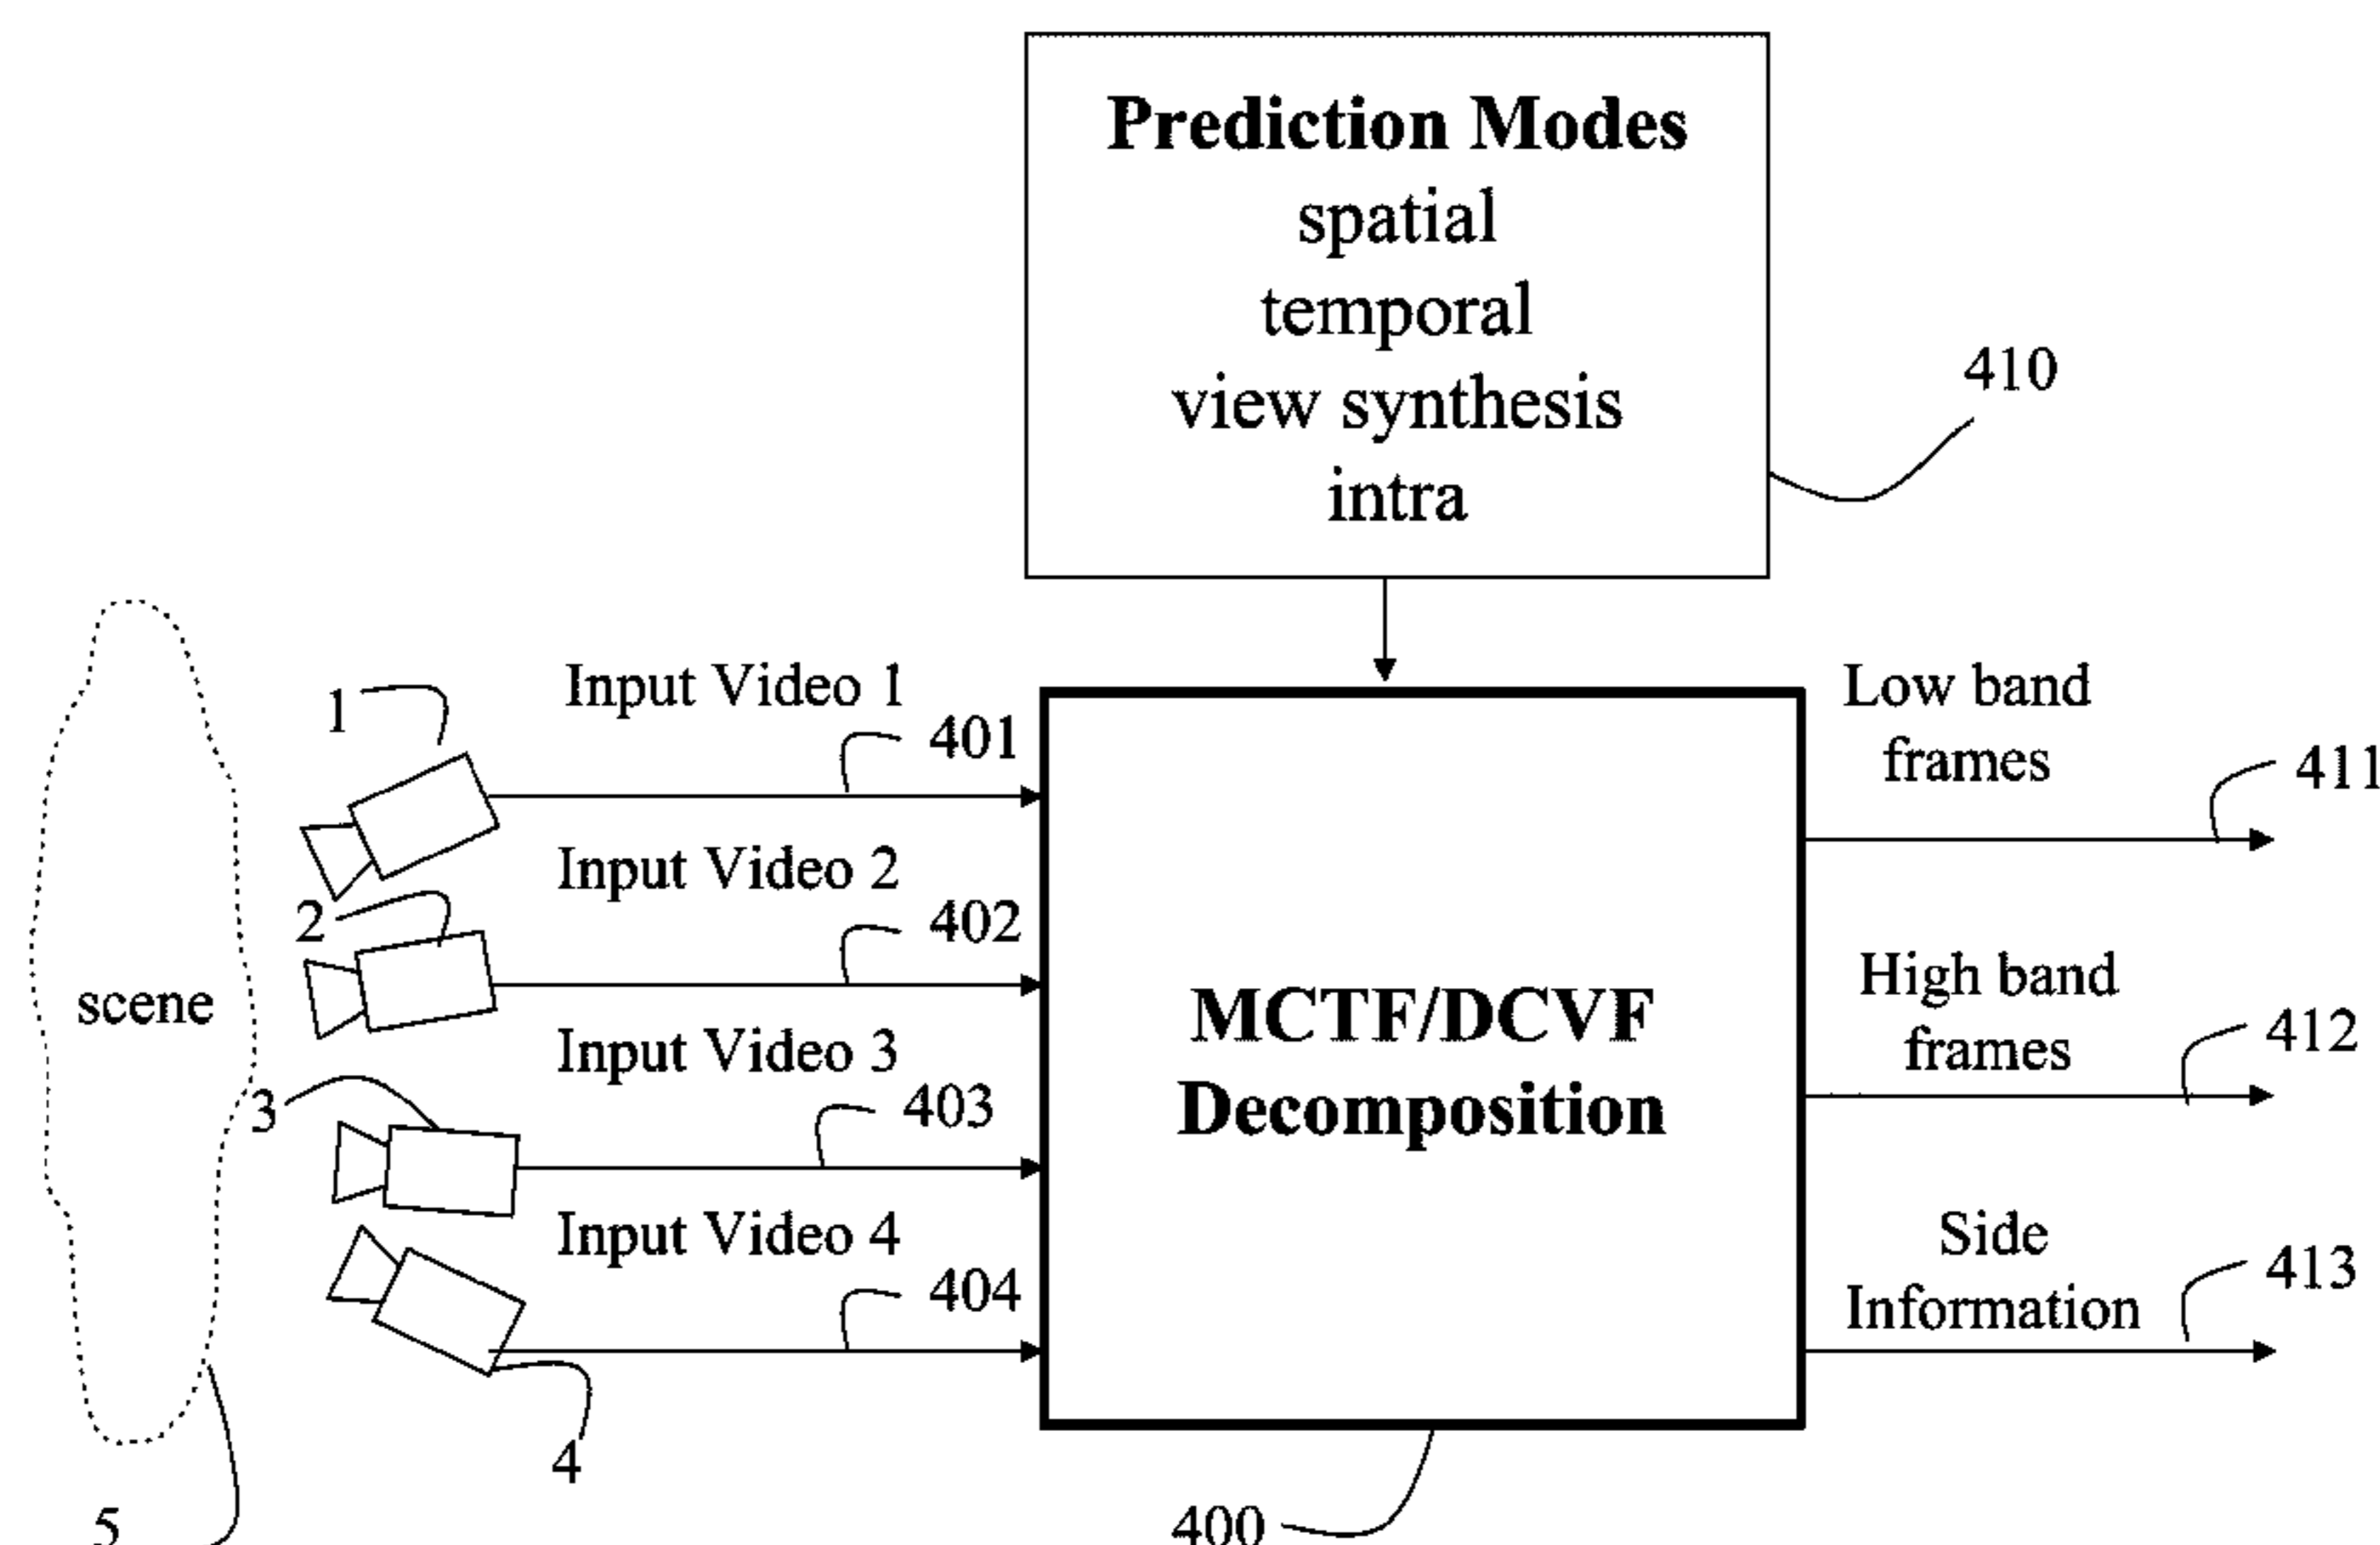 Prediction Modes
spatial
temporal
view synthesis
intra
410
1
Input Video 1
401
Low band
frames
411
2
Input Video 2
402
scene
High band
frames
412
MCTF/DCVF
Decomposition
3
Input Video 3
403
Input Video 4
404
Side
Information
413
4
5
400